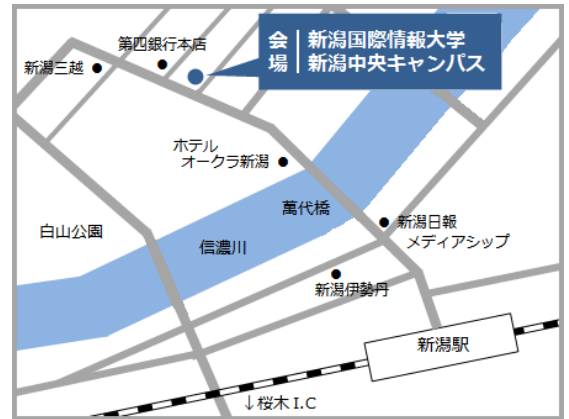 会場
新潟国際情報大学
新潟中央キャンパス
第四銀行本店
新潟三越
ホテル
オークラ新潟
萬代橋
新潟日報
メディアシップ
白山公園
信濃川
新潟伊勢丹
新潟駅
↓桜木I.C